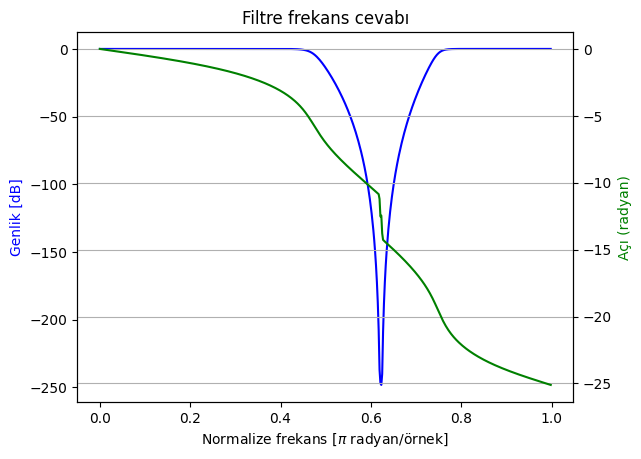 Filtre frekans cevabı
Genlik [dB]
0
−50
−100
−150
−200
−250
0
−5
−10
−15
−20
−25
Açı (radyan)
0.0 0.2 0.4 0.6 0.8 1.0
Normalize frekans [π radyan/örnek]